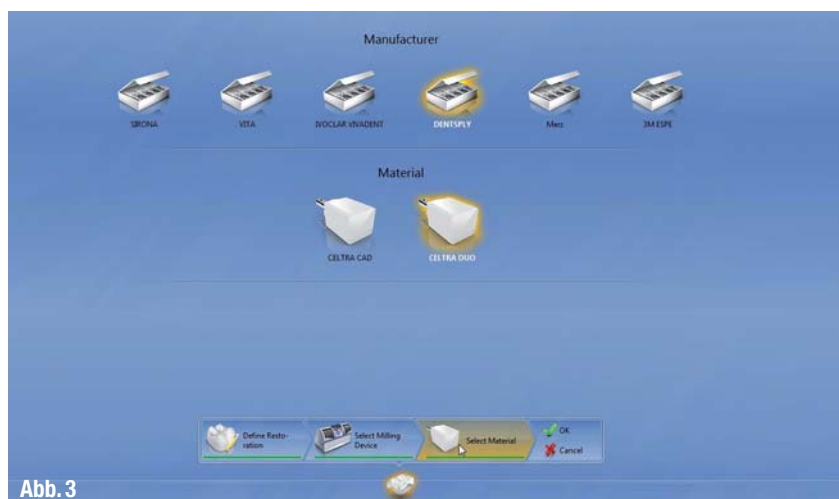 Manufacturer
SIRONA
VITA
IVOCLAR VIVADENT
DENTSPLY
Merz
3M ESPE
Material
CELTRA CAD
CELTRA DUO
Define Resto-
ration
Select Milling
Device
Select Material
OK
Cancel
Abb. 3